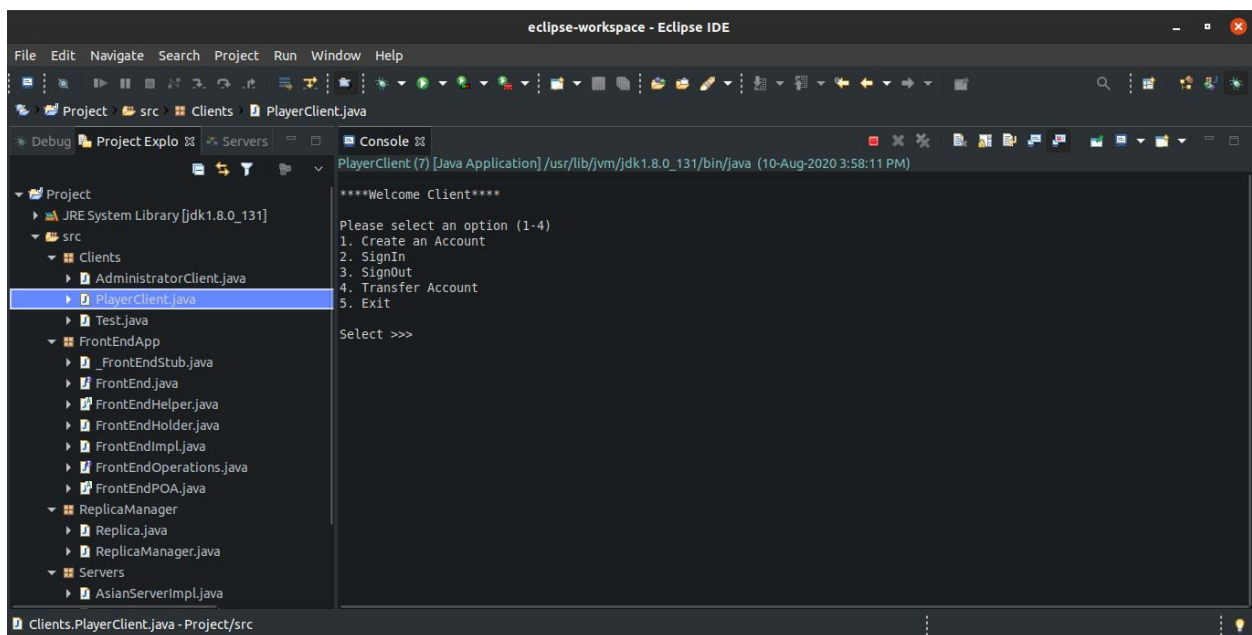 eclipse-workspace - Eclipse IDE
File Edit Navigate Search Project Run Window Help
Project src Clients PlayerClient.java
Debug Project Explo Servers
Console
PlayerClient (7) [Java Application] /usr/lib/jvm/jdk1.8.0_131/bin/java (10-Aug-2020 3:58:11 PM)
Project
JRE System Library [jdk1.8.0_131]
src
Clients
AdministratorClient.java
PlayerClient.java
Test.java
FrontEndApp
_FrontEndStub.java
FrontEnd.java
FrontEndHelper.java
FrontEndHolder.java
FrontEndImpl.java
FrontEndOperations.java
FrontEndPOA.java
ReplicaManager
Replica.java
ReplicaManager.java
Servers
AsianServerImpl.java
****Welcome Client****
Please select an option (1-4)
1. Create an Account
2. SignIn
3. SignOut
4. Transfer Account
5. Exit
Select >>>
Clients.PlayerClient.java - Project/src